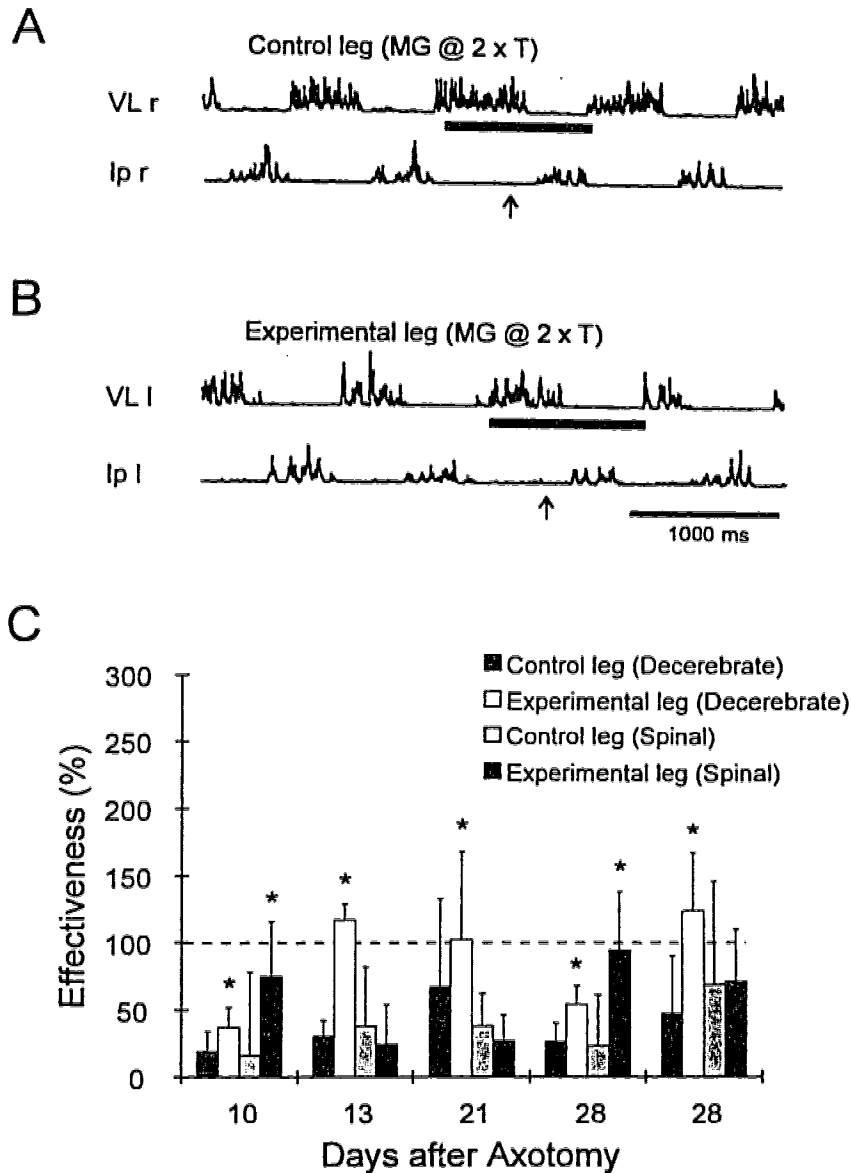 A
Control leg (MG @ 2 x T)
VL r
Ip r
B
Experimental leg (MG @ 2 x T)
VL l
Ip l
1000 ms
C
Control leg (Decerebrate)
Experimental leg (Decerebrate)
Control leg (Spinal)
Experimental leg (Spinal)
Effectiveness (%)
300
250
200
150
100
50
0
* * * * * * *
10 13 21 28 28
Days after Axotomy